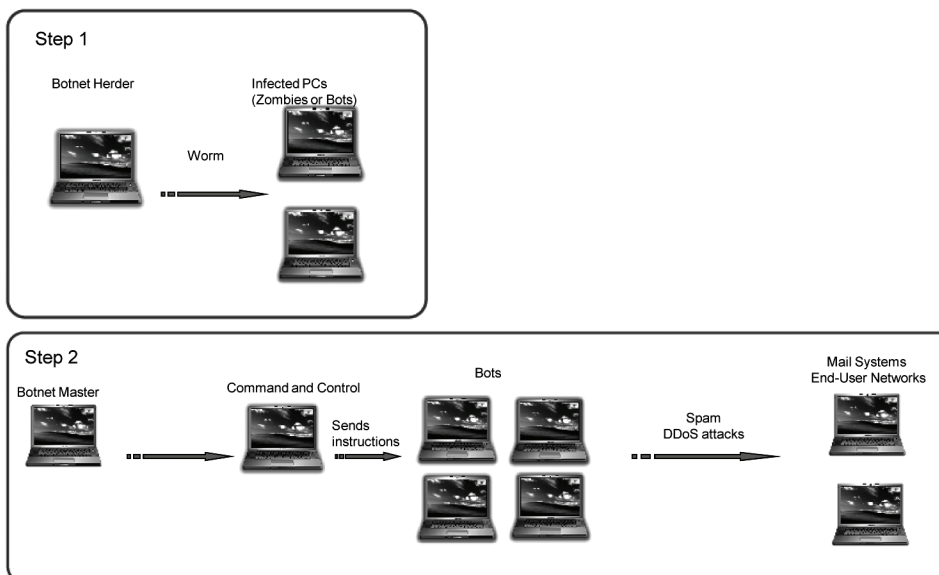 Step 1
Botnet Herder
Infected PCs
(Zombies or Bots)
Worm
Step 2
Botnet Master
Command and Control
Sends
instructions
Bots
Spam
DDoS attacks
Mail Systems
End-User Networks